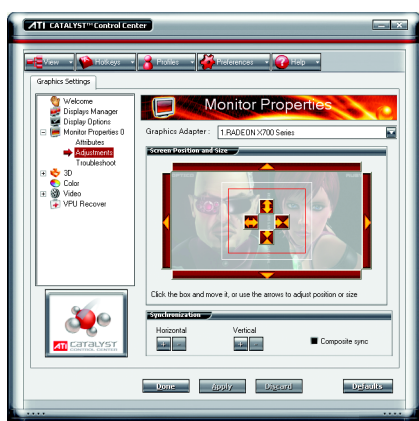 ATI CATALYST™ Control Center
View Hotkeys Profiles Preferences Help
Graphics Settings
Welcome
Displays Manager
Display Options
Monitor Properties 0
Attributes
Adjustments
Troubleshoot
3D
Color
Video
VPU Recover
Monitor Properties
Graphics Adapter : 1.RADEON X700 Series
Screen Position and Size
Click the box and move it, or use the arrows to adjust position or size
Synchronization
Horizontal Vertical
+ - + - Composite sync
ATI CATALYST
CONTROL CENTER
Done Apply Discard Defaults